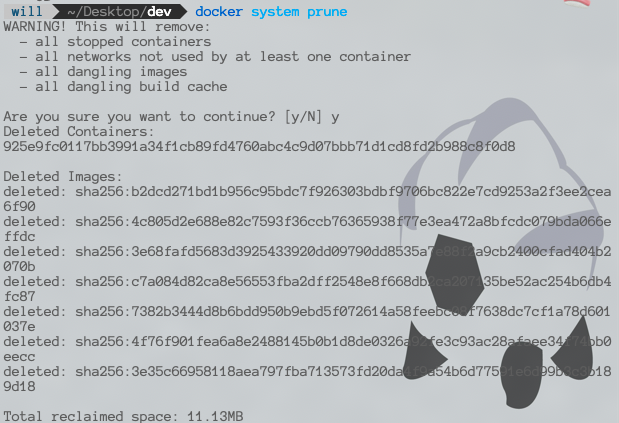 will ~/Desktop/dev docker system prune
WARNING! This will remove:
- all stopped containers
- all networks not used by at least one container
- all dangling images
- all dangling build cache
Are you sure you want to continue? [y/N] y
Deleted Containers:
925e9fc0117bb3991a34f1cb89fd4760abc4c9d07bbb71d1cd8fd2b988c8f0d8
Deleted Images:
deleted: sha256:b2dcd271bd1b956c95bdc7f926303bdbf9706bc822e7cd9253a2f3ee2cea
6f90
deleted: sha256:4c805d2e688e82c7593f36ccb76365938f77e3ea472a8bfcdc079bda066e
ffdc
deleted:
070b
deleted:
fc87
deleted:
037e
deleted:
eecc
deleted:
9d18
Total reclaimed space: 11.13MB